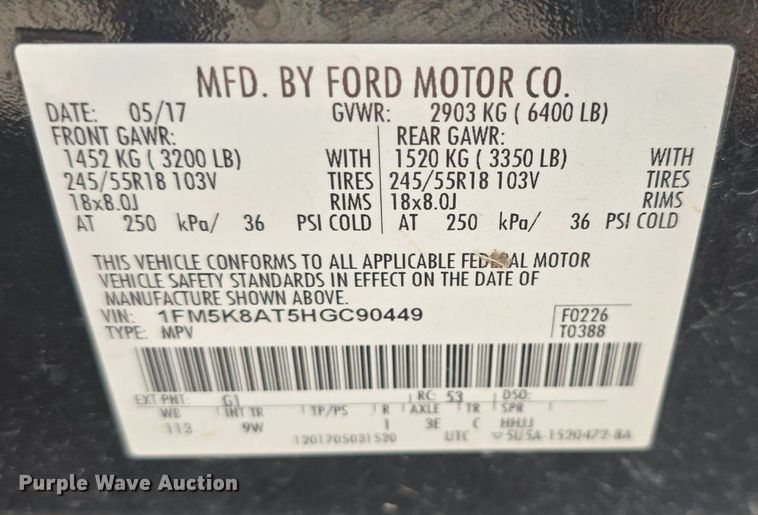 MFD. BY FORD MOTOR CO.
DATE: 05/17 GVWR: 2903 KG ( 6400 LB)
FRONT GAWR: REAR GAWR:
1452 KG ( 3200 LB) WITH 1520 KG ( 3350 LB) WITH
245/55R18 103V TIRES 245/55R18 103V TIRES
18x8.0J RIMS 18x8.0J RIMS
AT 250 kPa/ 36 PSI COLD AT 250 kPa/ 36 PSI COLD
THIS VEHICLE CONFORMS TO ALL APPLICABLE FEDERAL MOTOR
VEHICLE SAFETY STANDARDS IN EFFECT ON THE DATE OF
MANUFACTURE SHOWN ABOVE.
VIN: 1FM5K8AT5HGC90449 F0226
TYPE: MPV T0388
EXT PNT: G1 RC: 53 DSO:
WB INT TR TP/PS R AXLE TR SPR
113 9W 1 3E C HHJJ
1201705031520 UTC 5U5A-1520472-BA
Purple Wave Auction